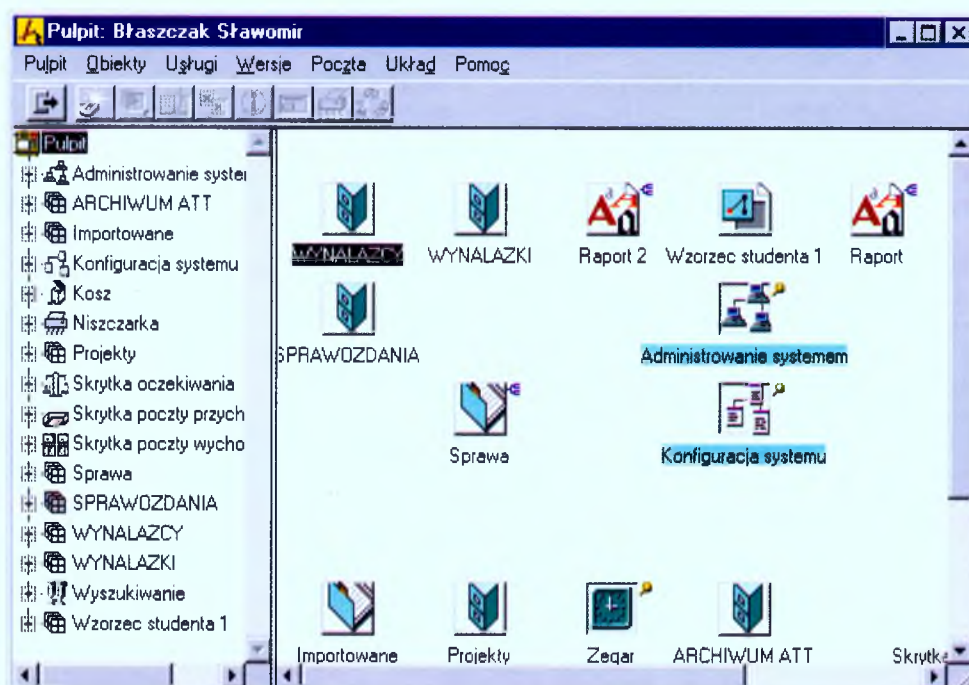 Pulpit: Błaszczak Sławomir
Pulpit Obiekty Usługi Wersje Poczta Układ Pomoc
Pulpit
Administrowanie syster
ARCHIWUM ATT
Importowane
Konfiguracja systemu
Kosz
Niszczarka
Projekty
Skrytka oczekiwania
Skrytka poczty przych
Skrytka poczty wycho
Sprawa
SPRAWOZDANIA
WYNALAZCY
WYNALAZKI
Wyszukiwanie
Wzorzec studenta 1
WYNALAZCY WYNALAZKI Raport 2 Wzorzec studenta 1 Raport
SPRAWOZDANIA Administrowanie systemem
Sprawa Konfiguracja systemu
Importowane Projekty Zegar ARCHIWUM ATT Skrytka